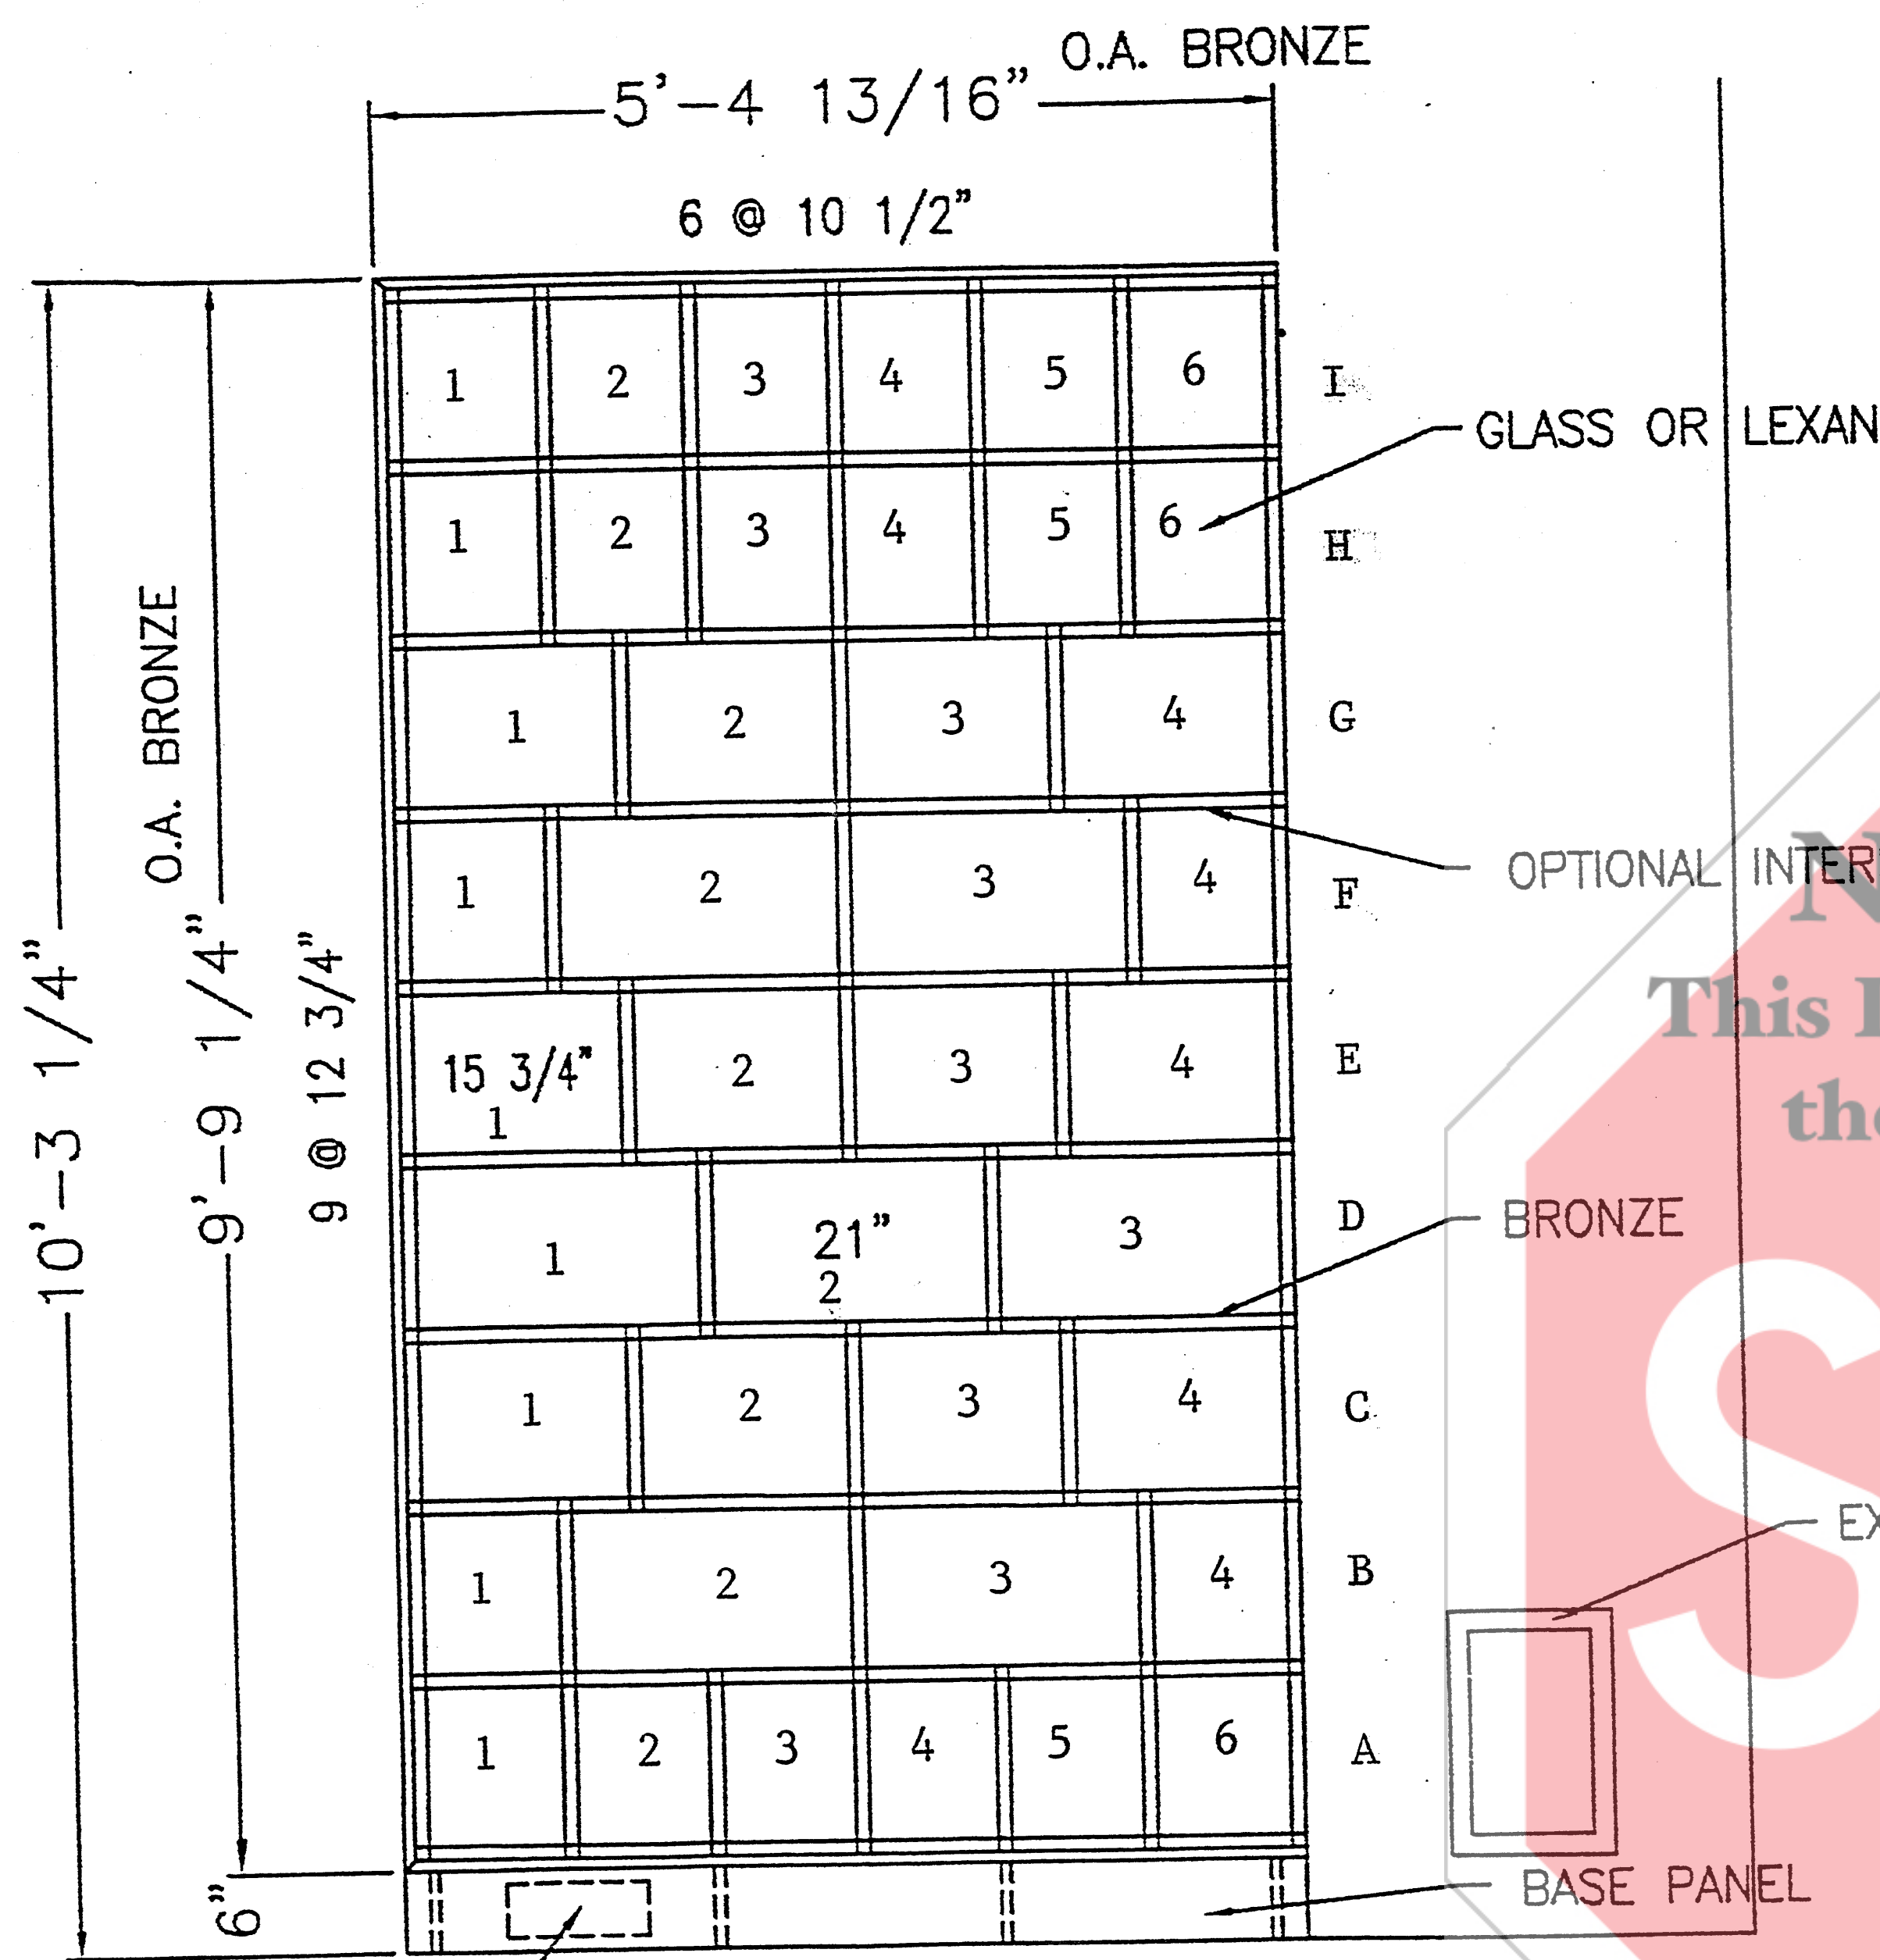 O.A. BRONZE
5'-4 13/16"
6 @ 10 1/2"
10'-3 1/4"
O.A. BRONZE
9'-9 1/4"
9 @ 12 3/4"
6"
1 2 3 4 5 6 I
GLASS OR LEXAN
1 2 3 4 5 6 H
1 2 3 4 G
OPTIONAL
1 2 3 4 F
15 3/4"
1 2 3 4 E
21"
1 2 3 D
BRONZE
1 2 3 4 C
1 2 3 4 B
1 2 3 4 5 6 A
BASE PANEL
This